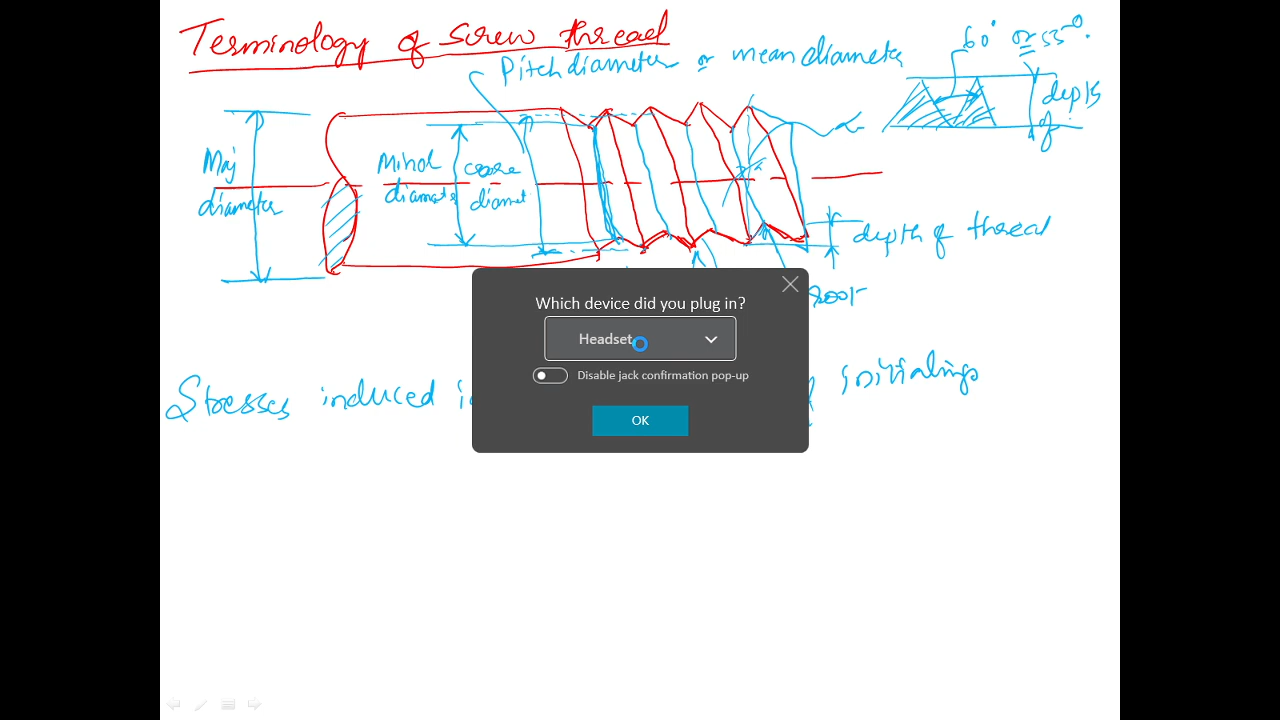 Terminology of Screw thread
Pitch diameter or mean diameter
60° or 55°.
depth
of
Maj
diameter
Minor
diameter
core
diamet
α
depth of thread
root
Which device did you plug in?
Headset
Disable jack confirmation pop-up
OK
Stresses induced